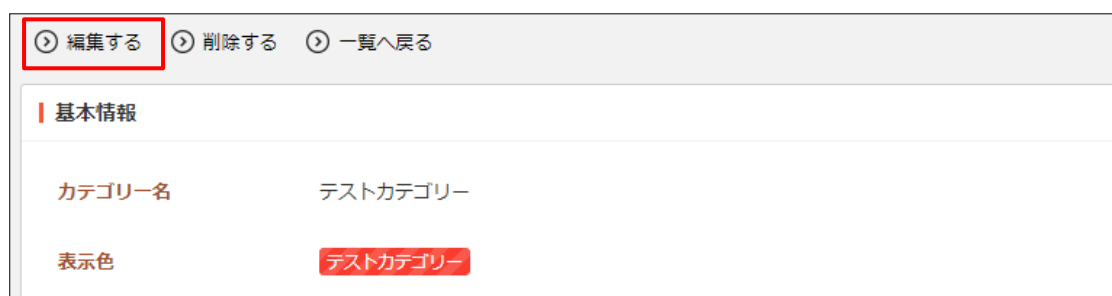 編集する 削除する 一覧へ戻る
基本情報
カテゴリー名 テストカテゴリー
表示色 テストカテゴリー